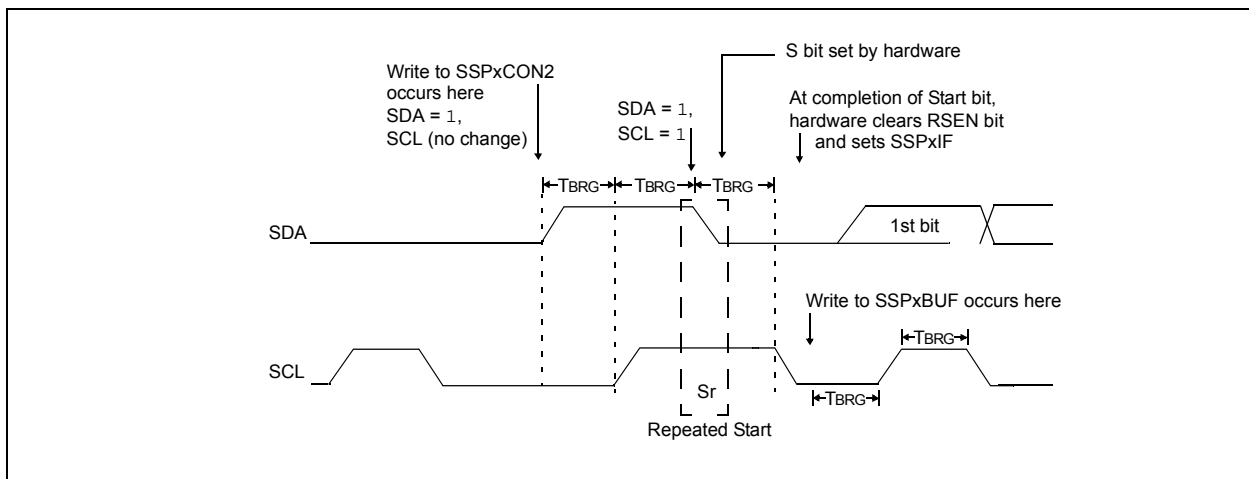 S bit set by hardware
Write to SSPxCON2
occurs here
SDA = 1,
SCL (no change)
SDA = 1,
SCL = 1
At completion of Start bit,
hardware clears RSEN bit
and sets SSPxIF
TBRG TBRG TBRG
SDA
1st bit
Write to SSPxBUF occurs here
TBRG
SCL
Sr
TBRG
Repeated Start